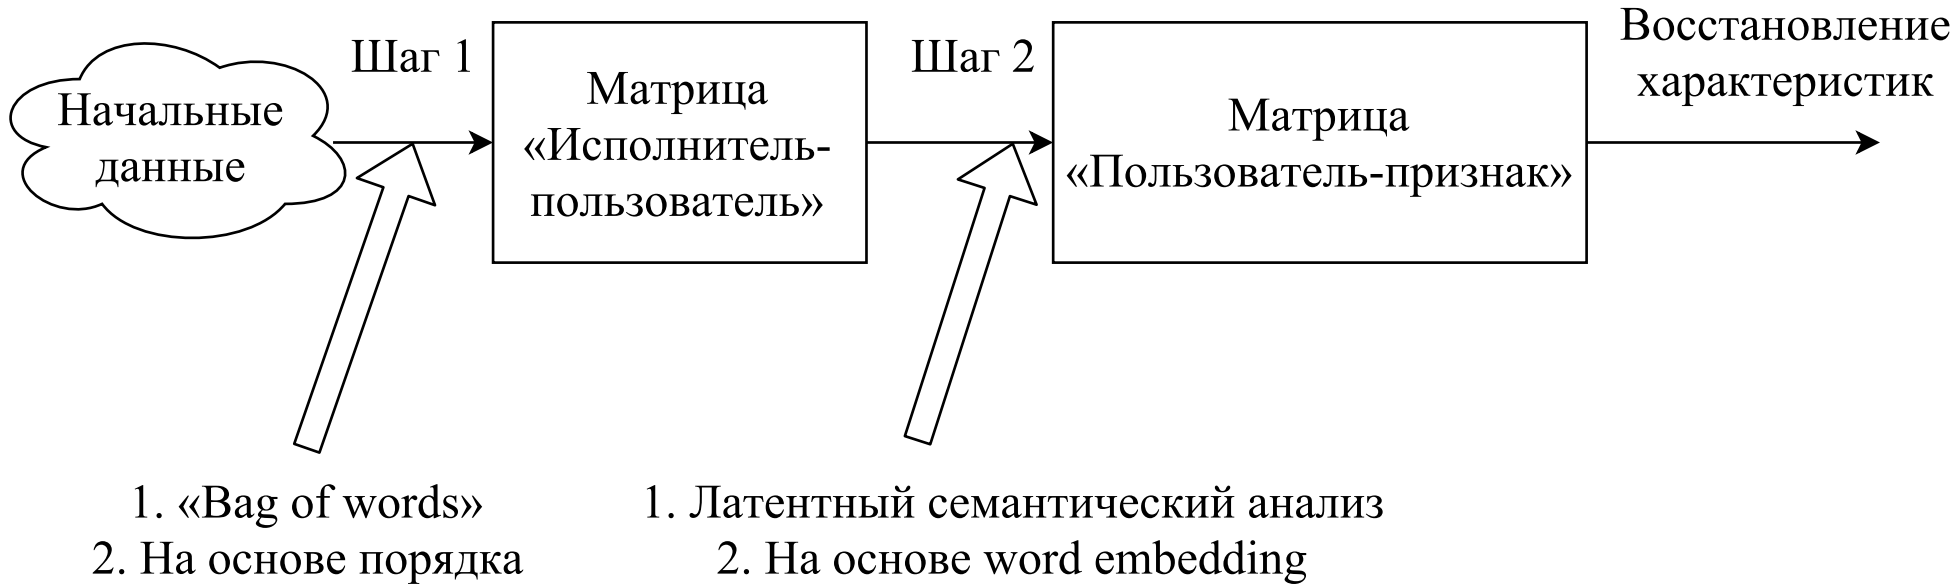 Начальные
данные
Шаг 1
Матрица
«Исполнитель-
пользователь»
Шаг 2
Матрица
«Пользователь-признак»
Восстановление
характеристик
1. «Bag of words»
2. На основе порядка
1. Латентный семантический анализ
2. На основе word embedding